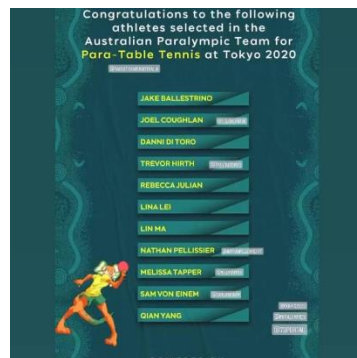 Congratulations to the following
athletes selected in the
Australian Paralympic Team for
Para-Table Tennis at Tokyo 2020
JAKE BALLESTRINO
JOEL COUGHLAN
DANNI DI TORO
TREVOR HIRTH
REBECCA JULIAN
LINA LEI
LIN MA
NATHAN PELLISSIER
MELISSA TAPPER
SAM VON EINEM
QIAN YANG